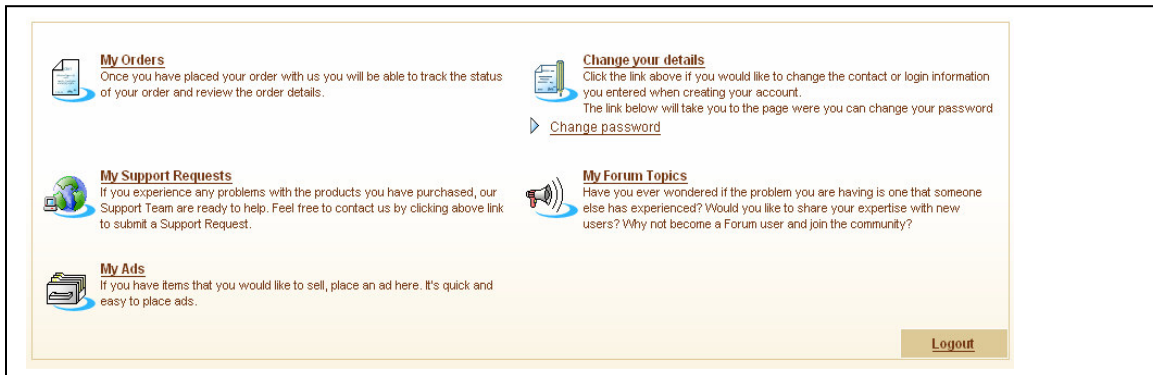 My Orders
Once you have placed your order with us you will be able to track the status
of your order and review the order details.
Change your details
Click the link above if you would like to change the contact or login information
you entered when creating your account.
The link below will take you to the page were you can change your password
Change password
My Support Requests
If you experience any problems with the products you have purchased, our
Support Team are ready to help. Feel free to contact us by clicking above link
to submit a Support Request.
My Forum Topics
Have you ever wondered if the problem you are having is one that someone
else has experienced? Would you like to share your expertise with new
users? Why not become a Forum user and join the community?
My Ads
If you have items that you would like to sell, place an ad here. It's quick and
easy to place ads.
Logout